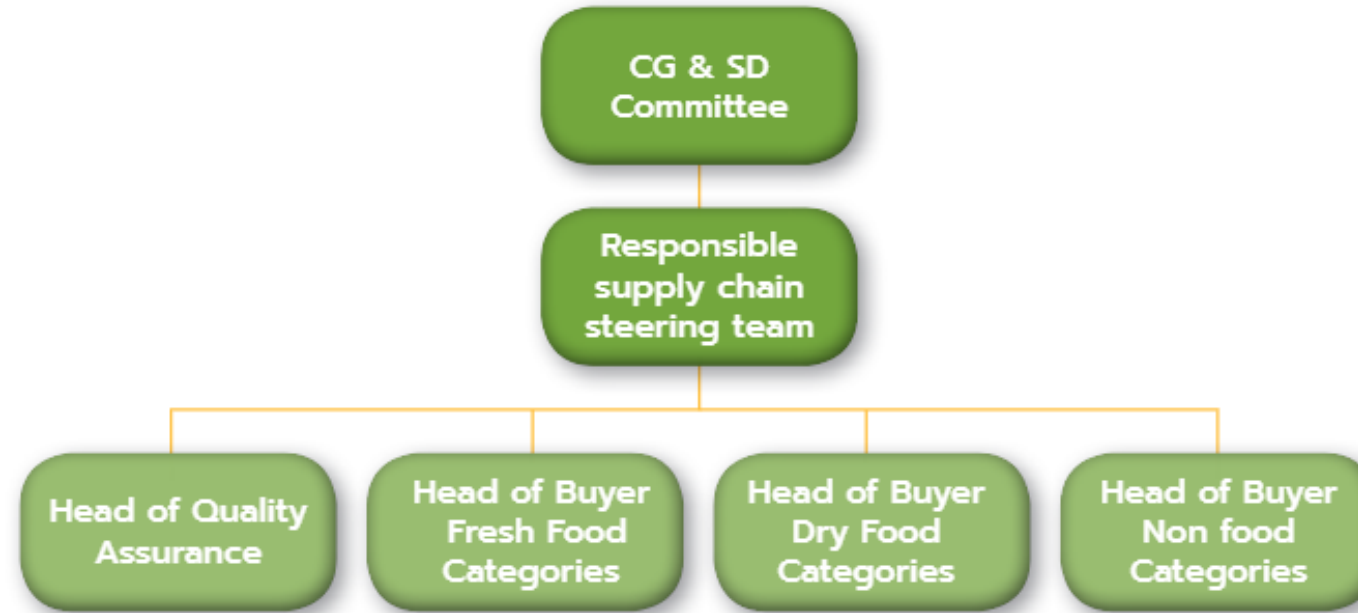 CG & SD
Committee
Responsible
supply chain
steering team
Head of Quality
Assurance
Head of Buyer
Fresh Food
Categories
Head of Buyer
Dry Food
Categories
Head of Buyer
Non food
Categories